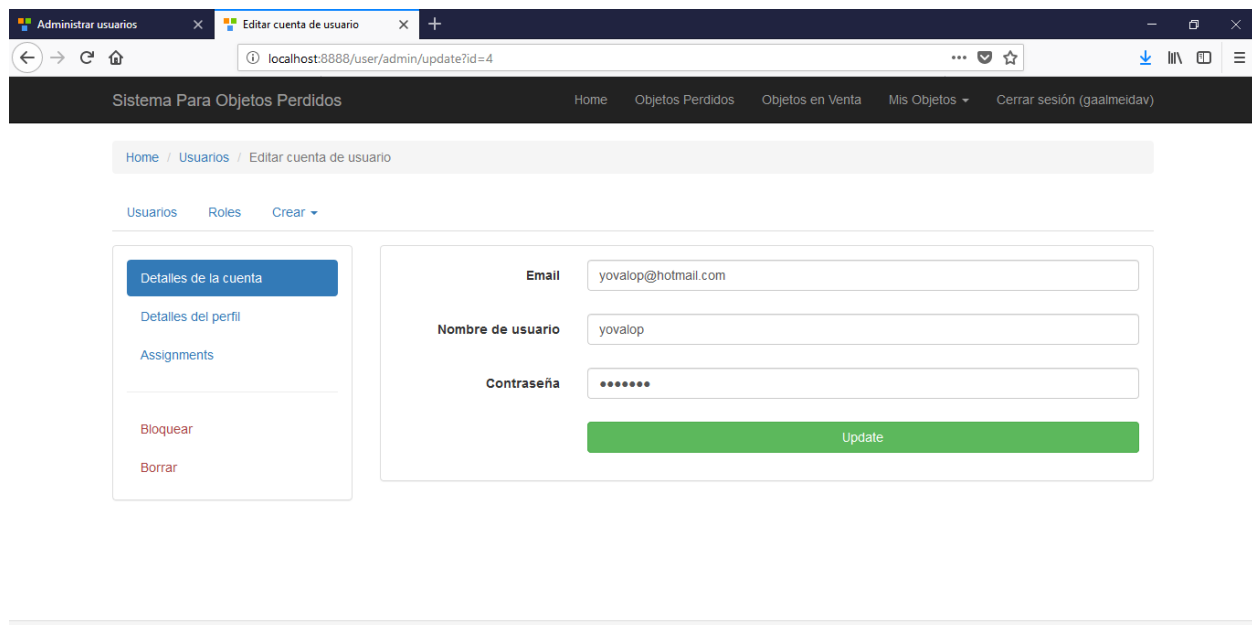 Administrar usuarios
Editar cuenta de usuario
localhost:8888/user/admin/update?id=4
Sistema Para Objetos Perdidos
Home
Objetos Perdidos
Objetos en Venta
Mis Objetos
Cerrar sesión (gaalmeidav)
Home / Usuarios / Editar cuenta de usuario
Usuarios
Roles
Crear
Detalles de la cuenta
Detalles del perfil
Assignments
Bloquear
Borrar
Email
yovalop@hotmail.com
Nombre de usuario
yovalop
Contraseña
•••••••
Update